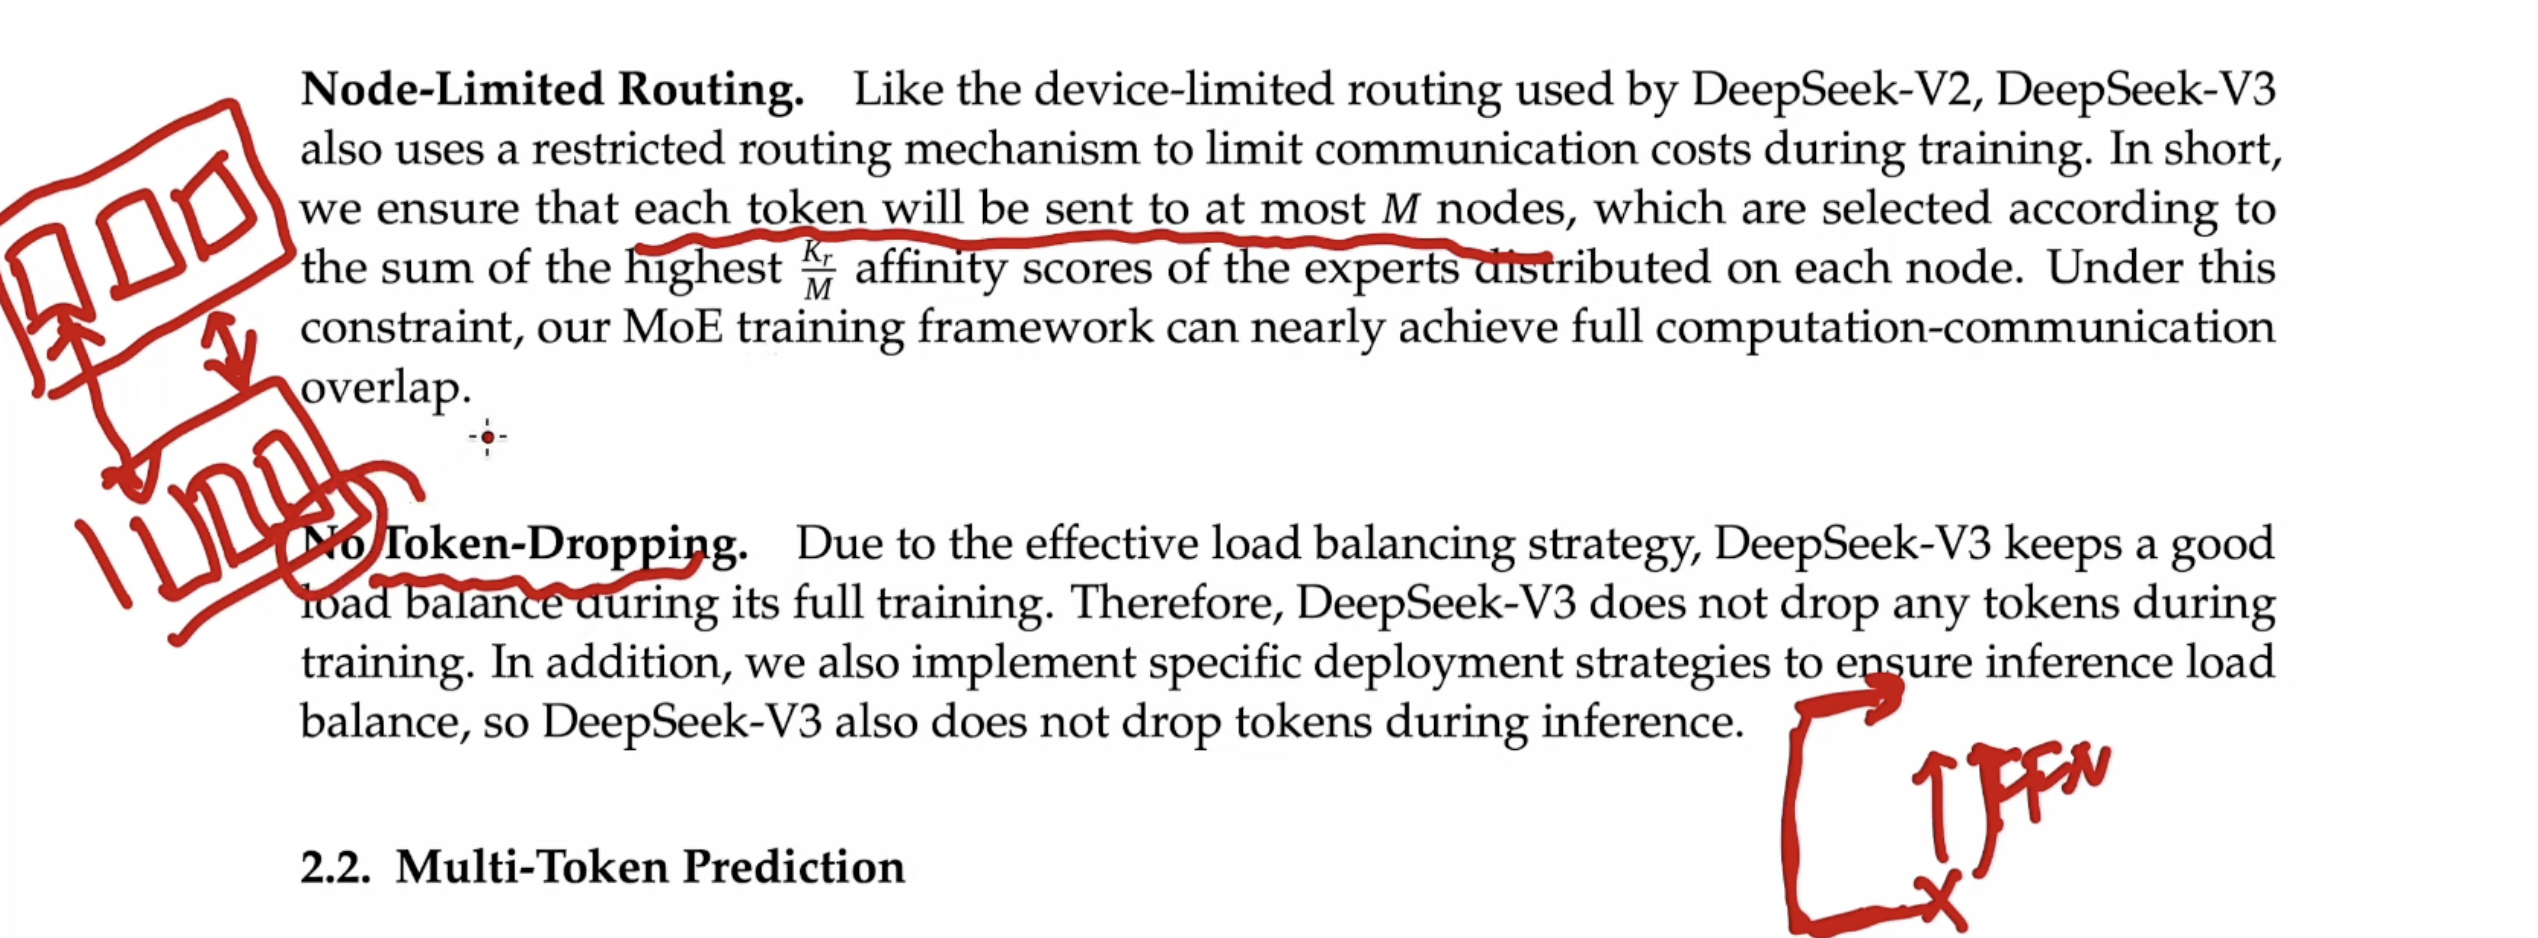 Node-Limited Routing. Like the device-limited routing used by DeepSeek-V2, DeepSeek-V3
also uses a restricted routing mechanism to limit communication costs during training. In short,
we ensure that each token will be sent to at most M nodes, which are selected according to
the sum of the highest K_r/M affinity scores of the experts distributed on each node. Under this
constraint, our MoE training framework can nearly achieve full computation-communication
overlap.
No Token-Dropping. Due to the effective load balancing strategy, DeepSeek-V3 keeps a good
load balance during its full training. Therefore, DeepSeek-V3 does not drop any tokens during
training. In addition, we also implement specific deployment strategies to ensure inference load
balance, so DeepSeek-V3 also does not drop tokens during inference.
FFN
x
2.2. Multi-Token Prediction